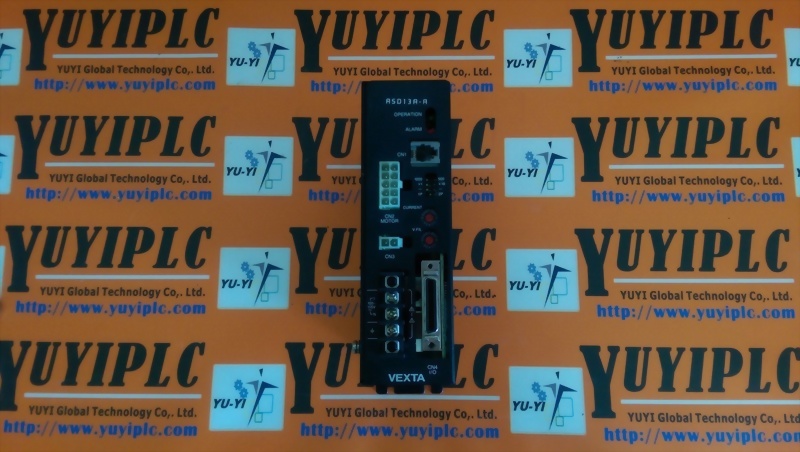 YUYIPLC
YUYI Global Technology Co,. Ltd.
http://www.yuyiplc.com
YU-YI
ASD13A-A
OPERATION
ALARM
CN1
CURRENT
CN2
MOTOR
V.FIL
CN3
CN4
I/O
VEXTA